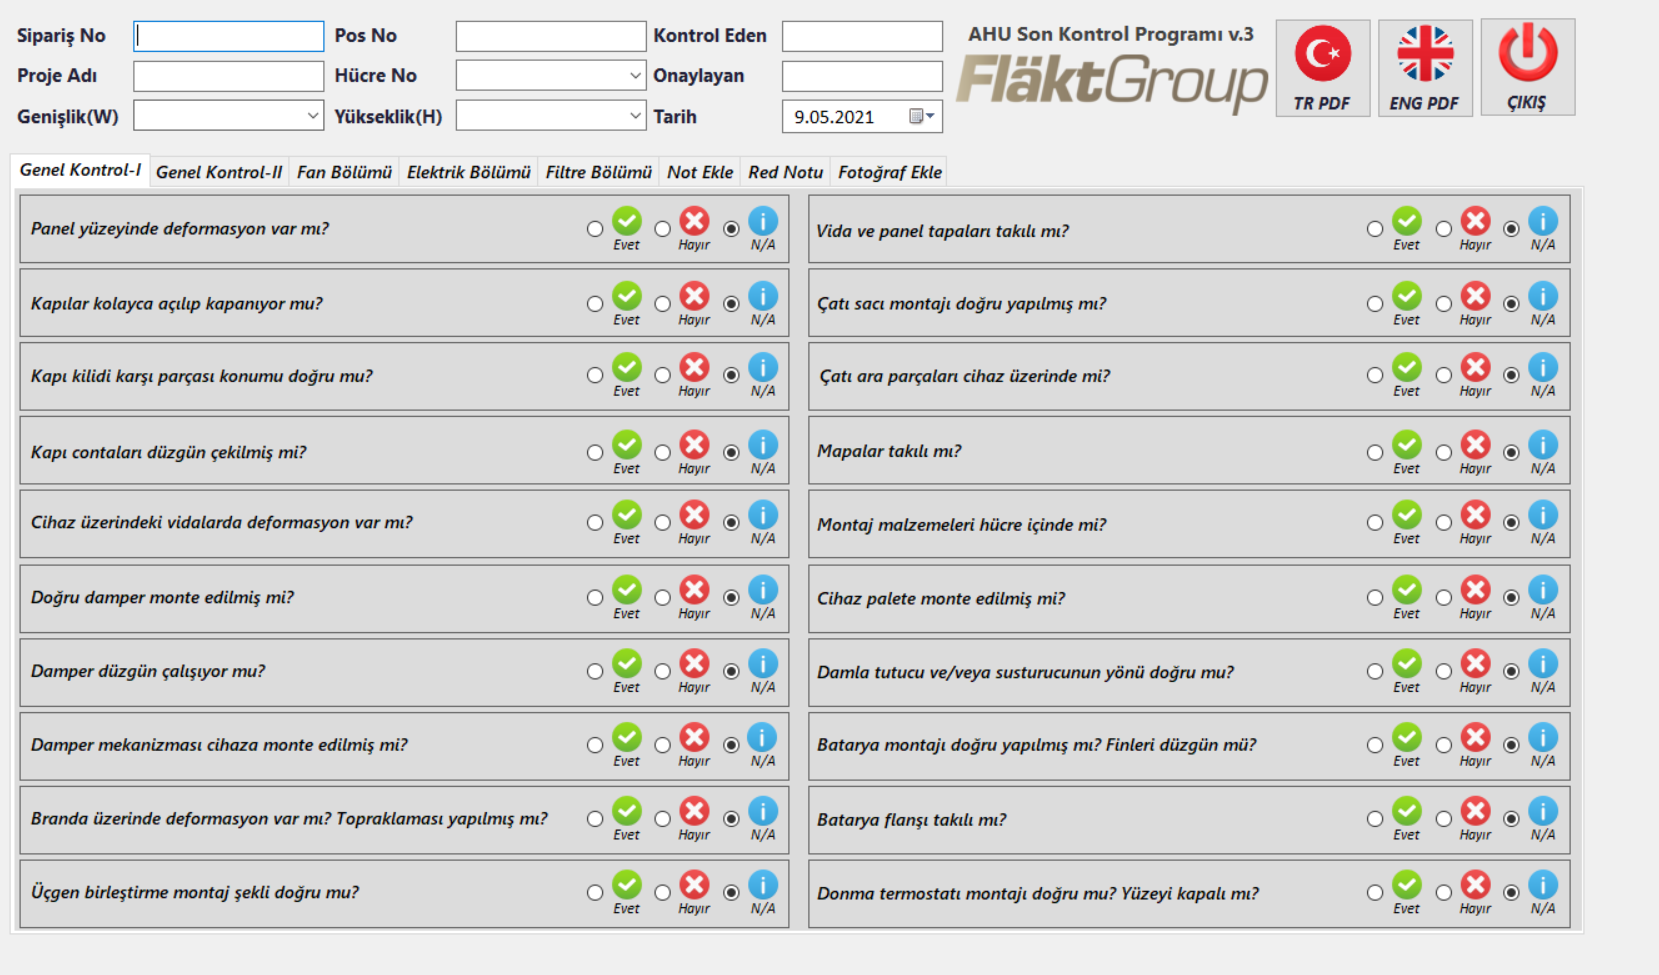 Sipariş No
Pos No
Kontrol Eden
AHU Son Kontrol Programı v.3
Proje Adı
Hücre No
Onaylayan
FläktGroup
Genişlik(W)
Yükseklik(H)
Tarih
9.05.2021
TR PDF
ENG PDF
ÇIKIŞ
Genel Kontrol-I
Genel Kontrol-II
Fan Bölümü
Elektrik Bölümü
Filtre Bölümü
Not Ekle
Red Notu
Fotoğraf Ekle
Panel yüzeyinde deformasyon var mı?
Evet
Hayır
N/A
Vida ve panel tapaları takılı mı?
Evet
Hayır
N/A
Kapılar kolayca açılıp kapanıyor mu?
Evet
Hayır
N/A
Çatı sacı montajı doğru yapılmış mı?
Evet
Hayır
N/A
Kapı kilidi karşı parçası konumu doğru mu?
Evet
Hayır
N/A
Çatı ara parçaları cihaz üzerinde mi?
Evet
Hayır
N/A
Kapı contaları düzgün çekilmiş mi?
Evet
Hayır
N/A
Mapalar takılı mı?
Evet
Hayır
N/A
Cihaz üzerindeki vidalarda deformasyon var mı?
Evet
Hayır
N/A
Montaj malzemeleri hücre içinde mi?
Evet
Hayır
N/A
Doğru damper monte edilmiş mi?
Evet
Hayır
N/A
Cihaz palete monte edilmiş mi?
Evet
Hayır
N/A
Damper düzgün çalışıyor mu?
Evet
Hayır
N/A
Damla tutucu ve/veya susturucunun yönü doğru mu?
Evet
Hayır
N/A
Damper mekanizması cihaza monte edilmiş mi?
Evet
Hayır
N/A
Batarya montajı doğru yapılmış mı? Finleri düzgün mü?
Evet
Hayır
N/A
Branda üzerinde deformasyon var mı? Topraklaması yapılmış mı?
Evet
Hayır
N/A
Batarya flanşı takılı mı?
Evet
Hayır
N/A
Üçgen birleştirme montaj şekli doğru mu?
Evet
Hayır
N/A
Donma termostatı montajı doğru mu? Yüzeyi kapalı mı?
Evet
Hayır
N/A